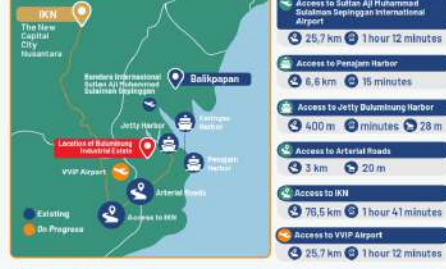 IKN
The New
Capital
City
Nusantara
Bandara Internasional
Sultan Aji Muhammad
Sulaiman Sepinggan
Balikpapan
Jetty Harbor
Kariangau
Harbor
Location of Buluminung
Industrial Estate
Penajam
Harbor
VVIP Airport
Arterial Roads
Access to IKN
Existing
On Progress
Access to Sultan Aji Muhammad
Sulaiman Sepinggan International
Airport
25,7 km 1 hour 12 minutes
Access to Penajam Harbor
6,6 km 15 minutes
Access to Jetty Buluminung Harbor
400 m minutes 28 m
Access to Arterial Roads
3 km 20 m
Access to IKN
76,5 km 1 hour 41 minutes
Access to VVIP Airport
25,7 km 1 hour 12 minutes